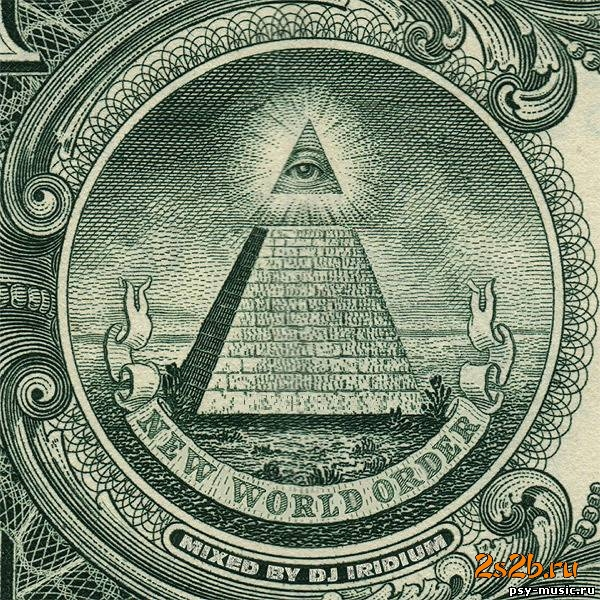 NEW WORLD ORDER
MIXED BY DJ IRIDIUM
2s2b.ru
psy-music.ru